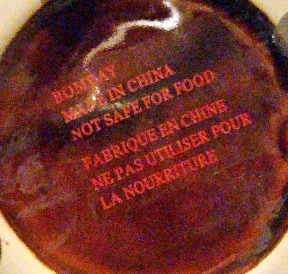 BOMBAY
MADE IN CHINA
NOT SAFE FOR FOOD
FABRIQUE EN CHINE
NE PAS UTILISER POUR
LA NOURRITURE